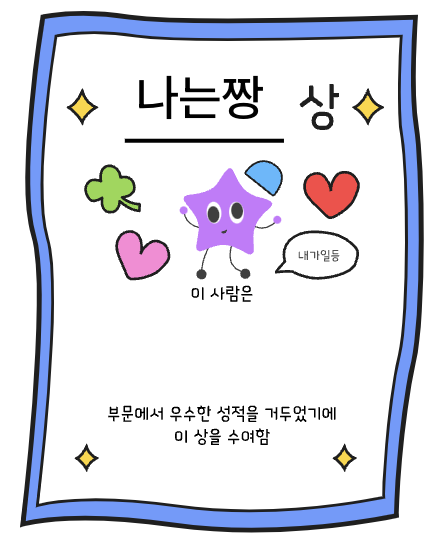 나는짱 상
내가일등
이 사람은
부문에서 우수한 성적을 거두었기에
이 상을 수여함